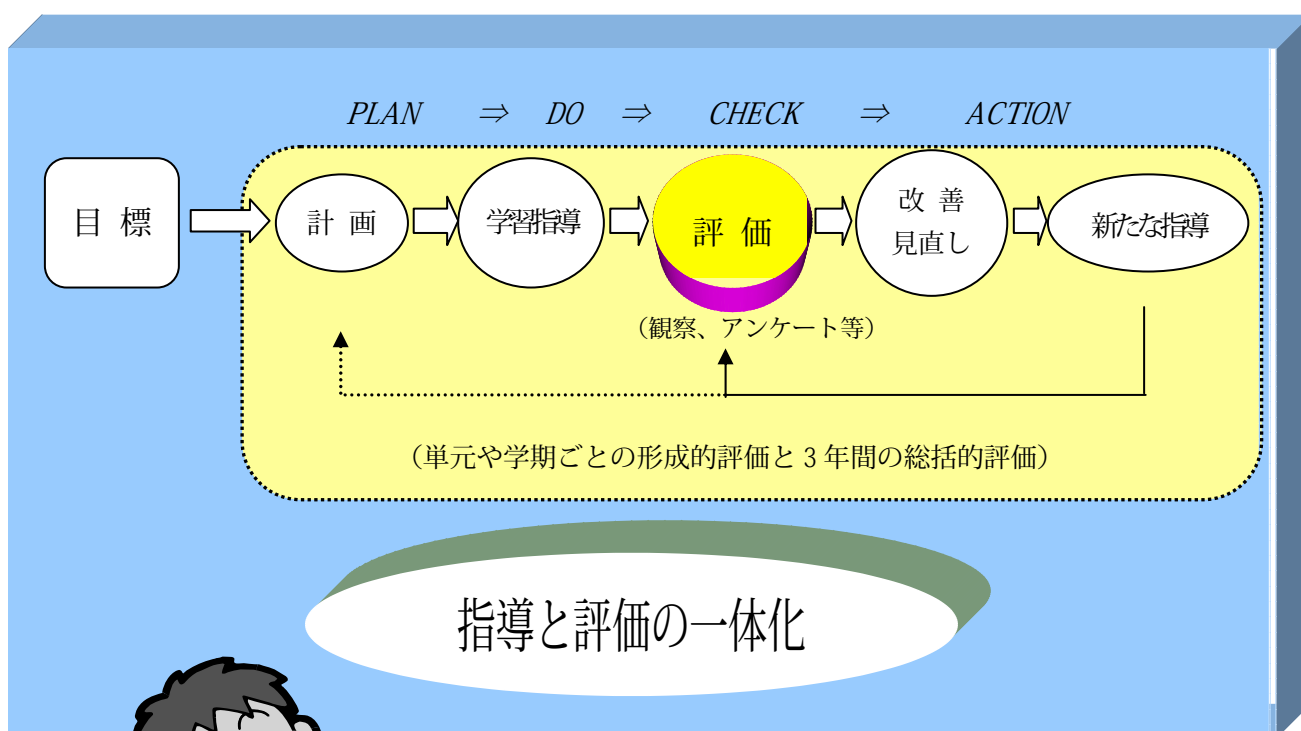 PLAN ⇒ DO ⇒ CHECK ⇒ ACTION
目標
計画
学習指導
評価
改善
見直し
新たな指導
(観察、アンケート等)
(単元や学期ごとの形成的評価と3年間の総括的評価)
指導と評価の一体化